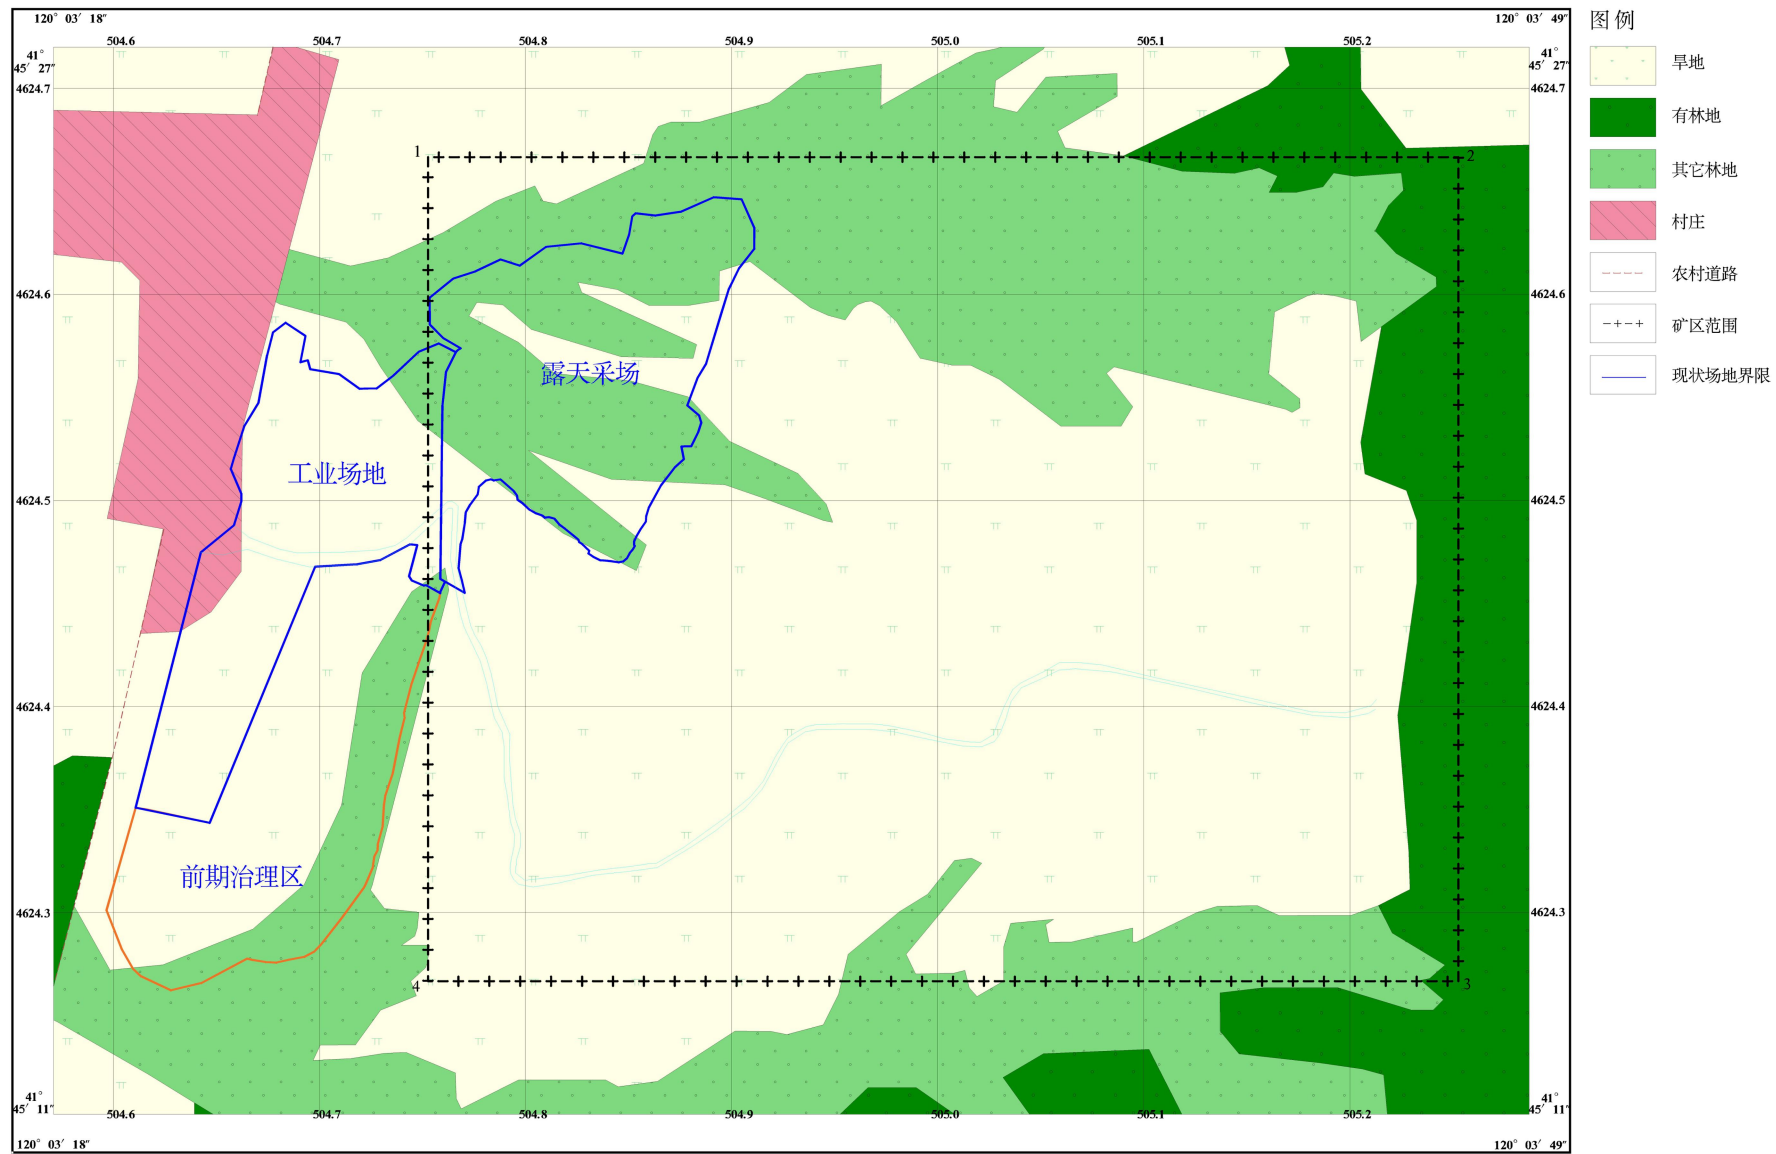 120° 03′ 18″
120° 03′ 49″
504.6
504.7
504.8
504.9
505.0
505.1
505.2
41°
45′ 27″
41°
45′ 27″
4624.7
4624.7
1
2
4624.6
4624.6
露天采场
工业场地
4624.5
4624.5
4624.4
4624.4
前期治理区
4624.3
4624.3
4
3
41°
45′ 11″
41°
45′ 11″
504.6
504.7
504.8
504.9
505.0
505.1
505.2
120° 03′ 18″
120° 03′ 49″
图例
旱地
有林地
其它林地
村庄
农村道路
矿区范围
现状场地界限